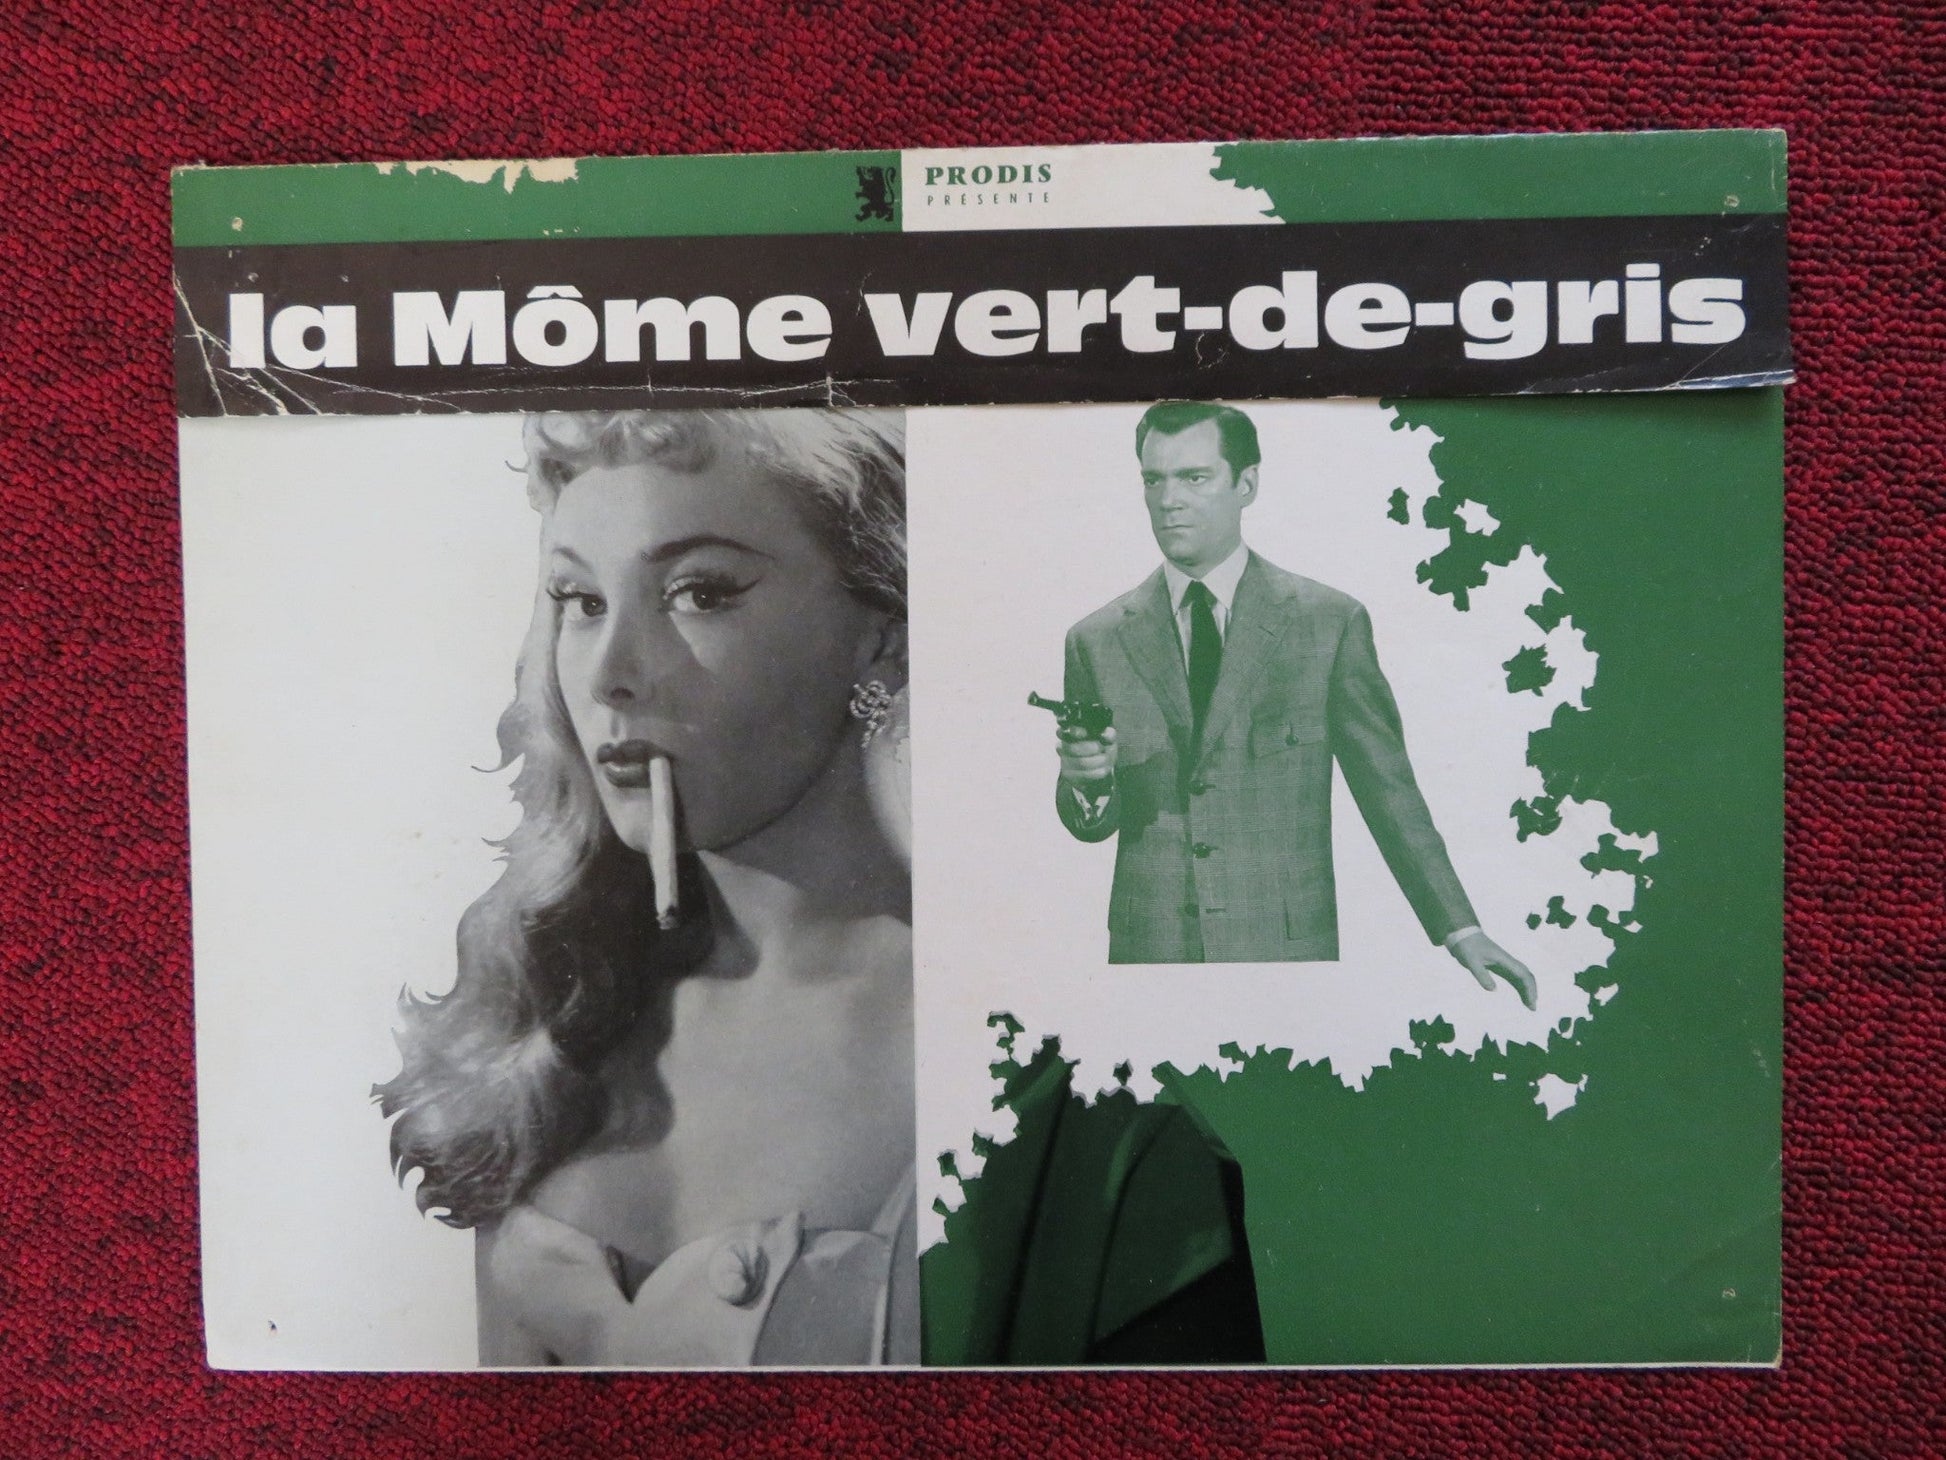 PRODIS
PRÉSENTE
la Môme vert-de-gris